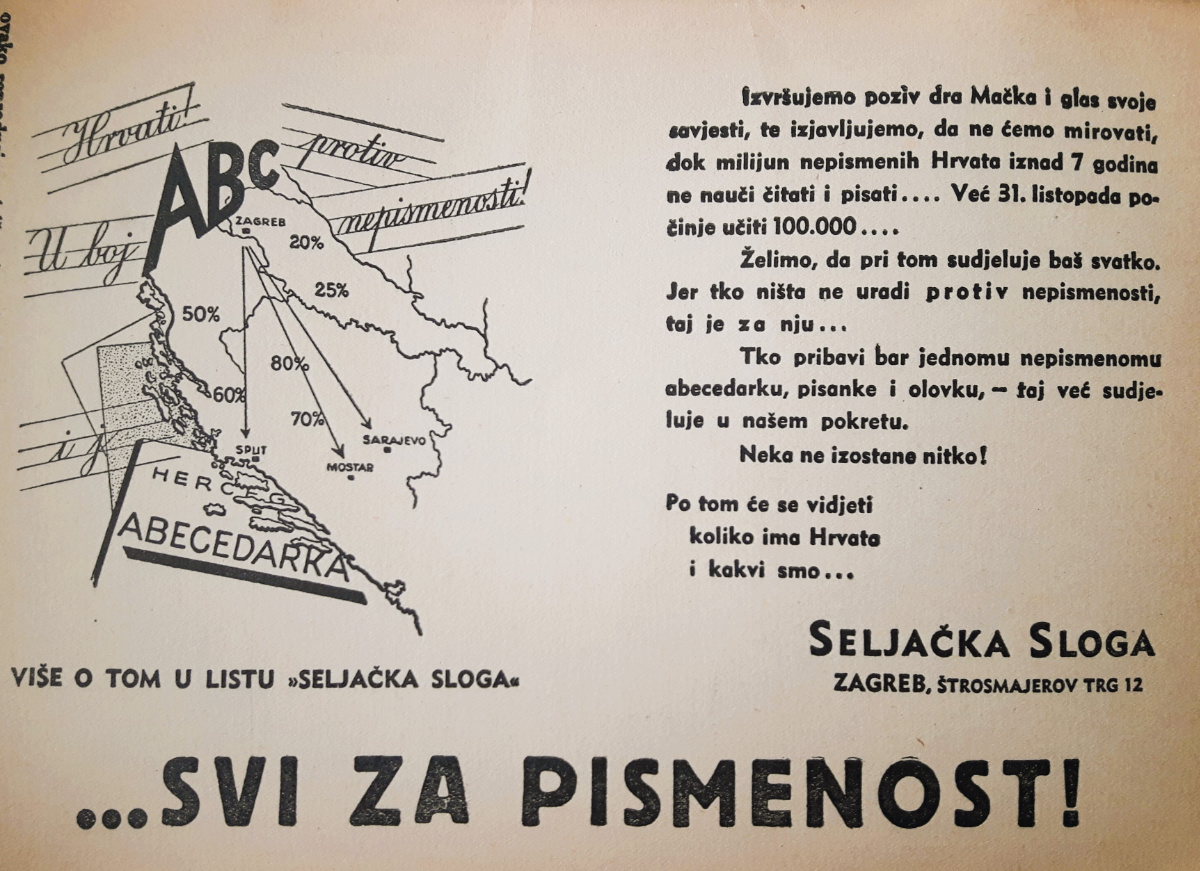 Hrvati!
ABC
protiv
nepismenosti!
U boj
ZAGREB
20%
25%
50%
80%
60%
70%
SARAJEVO
SPLIT
MOSTAR
i j
HERCEG
ABECEDARKA
VIŠE O TOM U LISTU »SELJAČKA SLOGA«
Izvršujemo poziv dra Mačka i glas svoje
savjesti, te izjavljujemo, da ne ćemo mirovati,
dok milijun nepismenih Hrvata iznad 7 godina
ne nauči čitati i pisati.... Već 31. listopada po-
činje učiti 100.000....
Želimo, da pri tom sudjeluje baš svatko.
Jer tko ništa ne uradi protiv nepismenosti,
taj je za nju...
Tko pribavi bar jednomu nepismenomu
abecedarku, pisanke i olovku, — taj već sudje-
luje u našem pokretu.
Neka ne izostane nitko!
Po tom će se vidjeti
koliko ima Hrvata
i kakvi smo...
SELJAČKA SLOGA
ZAGREB, ŠTROSMAJEROV TRG 12
...SVI ZA PISMENOST!